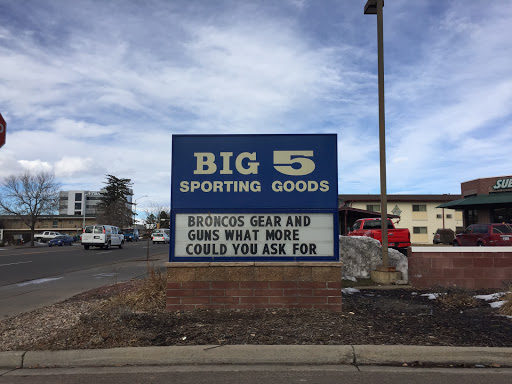 BIG 5
SPORTING GOODS
BRONCOS GEAR AND
GUNS WHAT MORE
COULD YOU ASK FOR